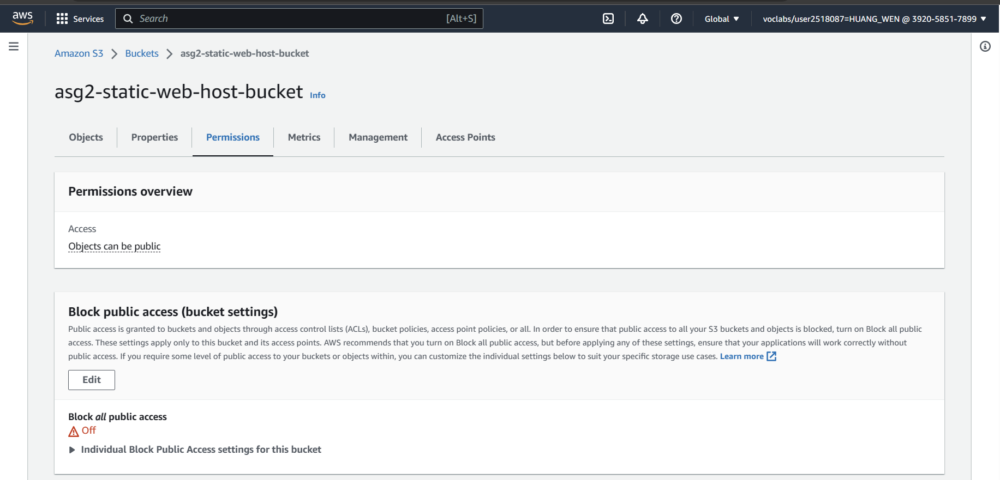 aws Services Search [Alt+S] Global voclabs/user2518087=HUANG_WEN @ 3920-5851-7899
Amazon S3 Buckets asg2-static-web-host-bucket
asg2-static-web-host-bucket Info
Objects Properties Permissions Metrics Management Access Points
Permissions overview
Access
Objects can be public
Block public access (bucket settings)
Public access is granted to buckets and objects through access control lists (ACLs), bucket policies, access point policies, or all. In order to ensure that public access to all your S3 buckets and objects is blocked, turn on Block all public
access. These settings apply only to this bucket and its access points. AWS recommends that you turn on Block all public access, but before applying any of these settings, ensure that your applications will work correctly without
public access. If you require some level of public access to your buckets or objects within, you can customize the individual settings below to suit your specific storage use cases. Learn more
Edit
Block all public access
Off
Individual Block Public Access settings for this bucket